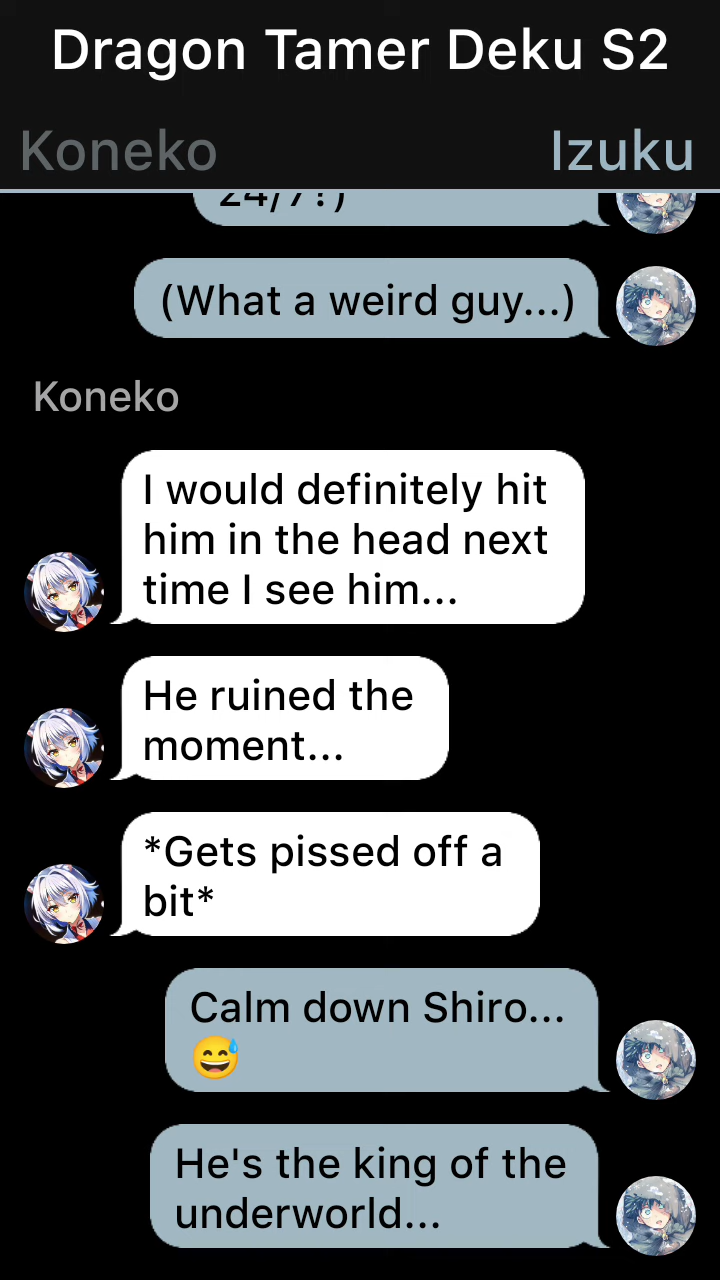 Dragon Tamer Deku S2
Koneko
Izuku
24/7?)
(What a weird guy...)
Koneko
I would definitely hit
him in the head next
time I see him...
He ruined the
moment...
*Gets pissed off a
bit*
Calm down Shiro...
😅
He's the king of the
underworld...